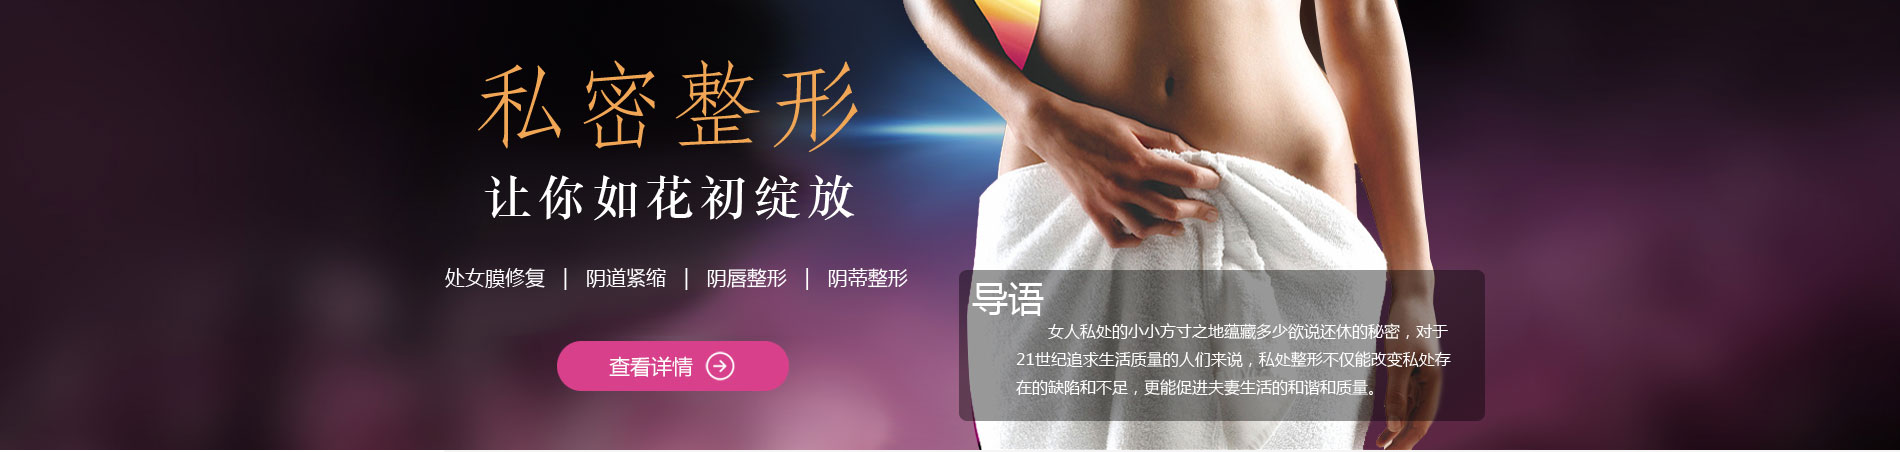 私密整形
让你如花初绽放
处女膜修复 | 阴道紧缩 | 阴唇整形 | 阴蒂整形
查看详情
导语
女人私处的小小方寸之地蕴藏多少欲说还休的秘密，对于
21世纪追求生活质量的人们来说，私处整形不仅能改变私处存
在的缺陷和不足，更能促进夫妻生活的和谐和质量。